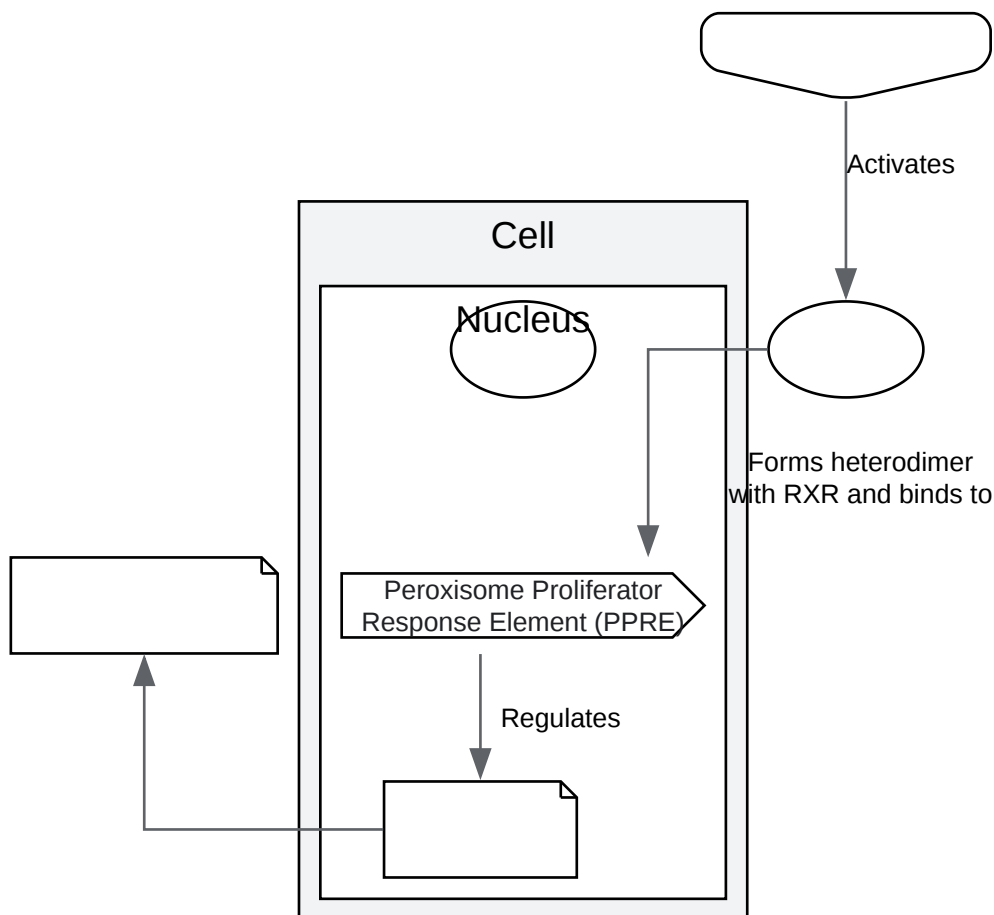 Activates
Cell
Nucleus
Forms heterodimer
with RXR and binds to
Peroxisome Proliferator
Response Element (PPRE)
Regulates